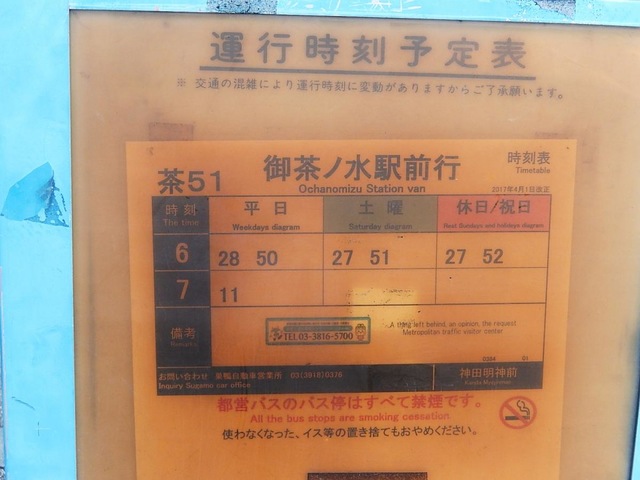 運行時刻予定表
※ 交通の混雑により運行時刻に変動がありますからご了承願います。
茶51 御茶ノ水駅前行 時刻表
Ochanomizu Station van Timetable
2017年4月1日改正
時刻 平日 土曜 休日/祝日
The time Weekdays diagram Saturday diagram Rest Sundays and holidays diagram
6 28 50 27 51 27 52
7 11
備考
Remarks
TEL 03-3816-5700
A thing left behind, an opinion, the request
Metropolitan traffic visitor center
0384 01
お問い合わせ 巣鴨自動車営業所 03(3918)0376 神田明神前
Inquiry Sugamo car office Kanda Myojinmae
都営バスのバス停はすべて禁煙です。
All the bus stops are smoking cessation
使わなくなった、イス等の置き捨てもおやめください。